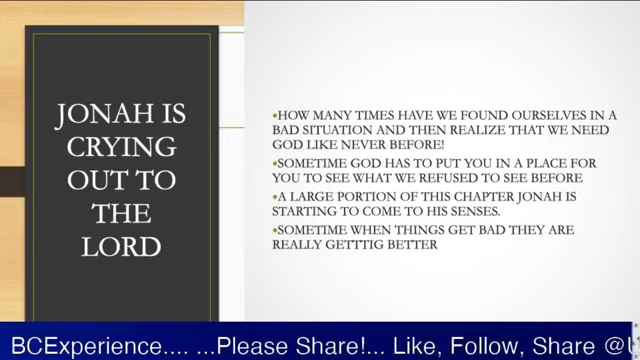 JONAH IS
CRYING
OUT TO
THE
LORD
•HOW MANY TIMES HAVE WE FOUND OURSELVES IN A
BAD SITUATION AND THEN REALIZE THAT WE NEED
GOD LIKE NEVER BEFORE!
•SOMETIME GOD HAS TO PUT YOU IN A PLACE FOR
YOU TO SEE WHAT WE REFUSED TO SEE BEFORE
•A LARGE PORTION OF THIS CHAPTER JONAH IS
STARTING TO COME TO HIS SENSES.
•SOMETIME WHEN THINGS GET BAD THEY ARE
REALLY GETTTIG BETTER
BCExperience.... ...Please Share!... Like, Follow, Share @